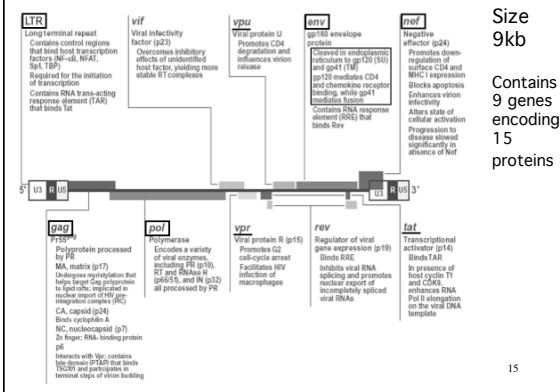 LTR
Long terminal repeat
Contains control regions
that bind host transcription
factors (NF-κB, NFAT,
Sp1, TBP)
Required for the initiation
of transcription
Contains RNA trans-acting
response element (TAR)
that binds Tat
vif
Viral infectivity
factor (p23)
Overcomes inhibitory
effects of unidentified
host factor, yielding more
stable RT complexes
vpu
Viral protein U
Promotes CD4
degradation and
influences virion
release
env
gp160 envelope
protein
Cleaved in endoplasmic
reticulum to gp120 (SU)
and gp41 (TM)
gp120 mediates CD4
and chemokine receptor
binding, while gp41
mediates fusion
Contains RNA response
element (RRE) that
binds Rev
nef
Negative
effector (p24)
Promotes down-
regulation of
surface CD4 and
MHC I expression
Blocks apoptosis
Enhances virion
infectivity
Alters state of
cellular activation
Progression to
disease slowed
significantly in
absence of Nef
Size
9kb
Contains
9 genes
encoding
15
proteins
5' U3 R U5
U3 R U5 3'
gag
Polyprotein processed
by PR
MA, matrix (p17)
Undergoes myristylation that
helps target Gag polyprotein
to lipid rafts; implicated in
nuclear import of HIV pre-
integration complex (PIC)
CA, capsid (p24)
Binds cyclophilin A
NC, nucleocapsid (p7)
Zn finger; RNA- binding protein
p6
Interacts with Vpr; contains
late domain (PTAP) that binds
TSG101 and participates in
terminal steps of virion budding
pol
Polymerase
Encodes a variety
of viral enzymes,
including PR (p10),
RT and RNAse H
(p66/51), and IN (p32)
all processed by PR
vpr
Viral protein R (p15)
Promotes G2
cell-cycle arrest
Facilitates HIV
infection of
macrophages
rev
Regulator of viral
gene expression (p19)
Binds RRE
Inhibits viral RNA
splicing and promotes
nuclear export of
incompletely spliced
viral RNAs
tat
Transcriptional
activator (p14)
Binds TAR
In presence of
host cyclin T1
and CDK9,
enhances RNA
Pol II elongation
on the viral DNA
template
15